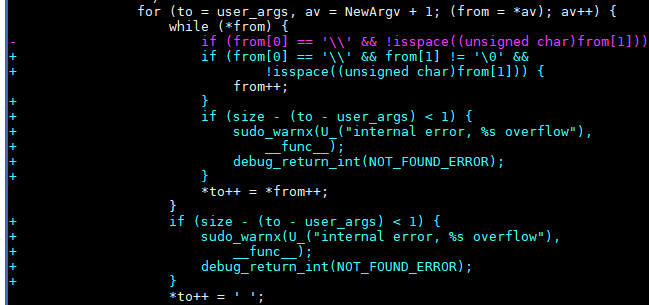 for (to = user_args, av = NewArgv + 1; (from = *av); av++) {
while (*from) {
- if (from[0] == '\\' && !isspace((unsigned char)from[1]))
+ if (from[0] == '\\' && from[1] != '\0' &&
+ !isspace((unsigned char)from[1])) {
from++;
+ }
+ if (size - (to - user_args) < 1) {
+ sudo_warnx(U_("internal error, %s overflow"),
+ __func__);
+ debug_return_int(NOT_FOUND_ERROR);
+ }
*to++ = *from++;
}
+ if (size - (to - user_args) < 1) {
+ sudo_warnx(U_("internal error, %s overflow"),
+ __func__);
+ debug_return_int(NOT_FOUND_ERROR);
+ }
*to++ = ' ';